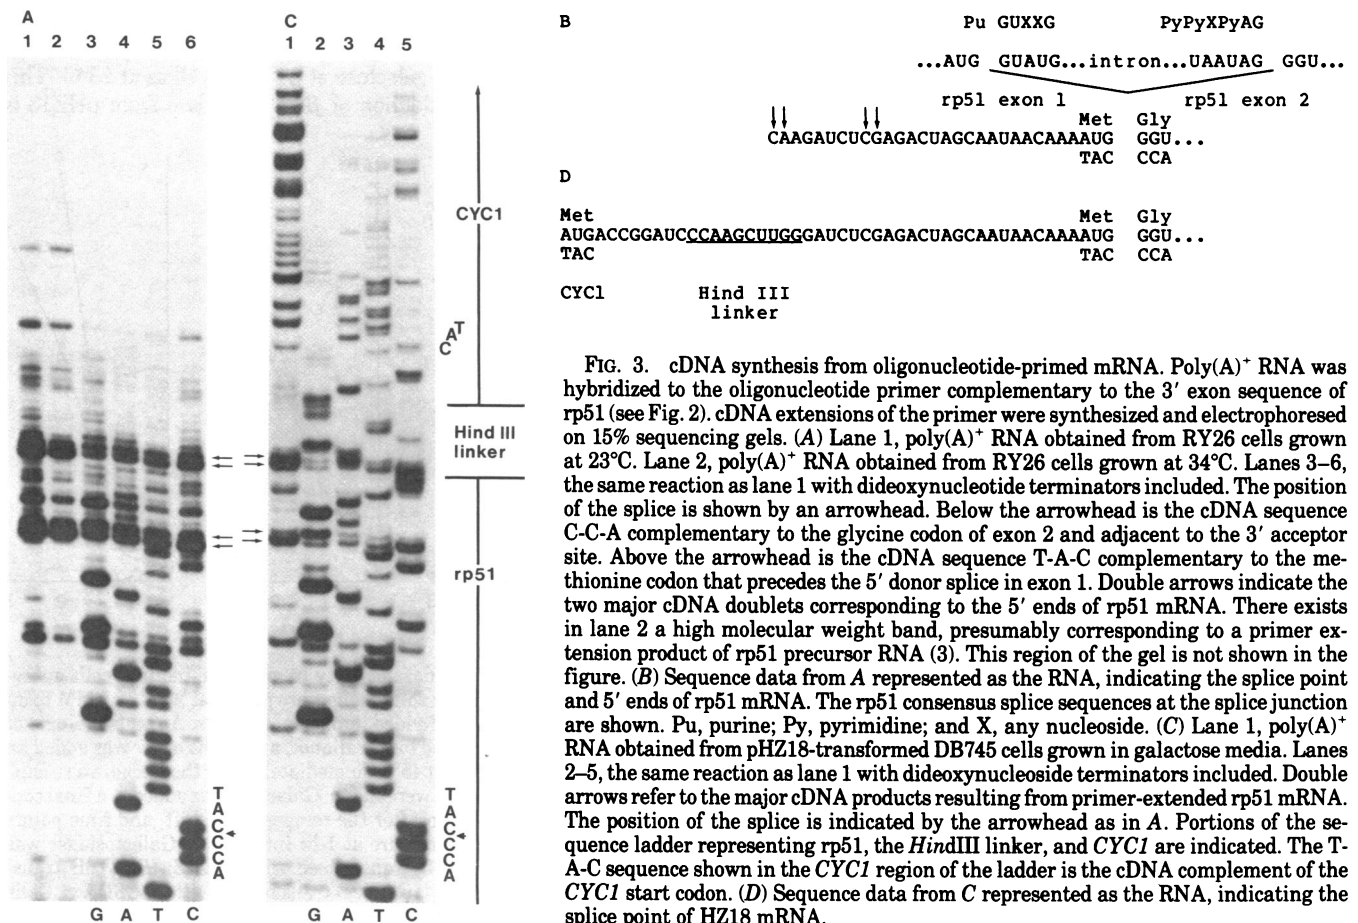 A
1 2 3 4 5 6
C
1 2 3 4 5
CYC1
T
A
C
Hind III
linker
rp51
T
A
C
C
C
A
T
A
C
C
C
A
G A T C
G A T C
B
Pu GUXXG PyPyXPyAG
...AUG GUAUG...intron...UAAUAG GGU...
rp51 exon 1 rp51 exon 2
Met Gly
CAAGAUCUCGAGACUAGCAAUAACAAAAUG GGU...
TAC CCA
D
Met Met Gly
AUGACCGGAUCCCAAGCUUGGGAUCUCGAGACUAGCAAUAACAAAAUG GGU...
TAC TAC CCA
CYC1 Hind III
linker
FIG. 3. cDNA synthesis from oligonucleotide-primed mRNA. Poly(A)⁺ RNA was
hybridized to the oligonucleotide primer complementary to the 3′ exon sequence of
rp51 (see Fig. 2). cDNA extensions of the primer were synthesized and electrophoresed
on 15% sequencing gels. (A) Lane 1, poly(A)⁺ RNA obtained from RY26 cells grown
at 23°C. Lane 2, poly(A)⁺ RNA obtained from RY26 cells grown at 34°C. Lanes 3–6,
the same reaction as lane 1 with dideoxynucleotide terminators included. The position
of the splice is shown by an arrowhead. Below the arrowhead is the cDNA sequence
C-C-A complementary to the glycine codon of exon 2 and adjacent to the 3′ acceptor
site. Above the arrowhead is the cDNA sequence T-A-C complementary to the me-
thionine codon that precedes the 5′ donor splice in exon 1. Double arrows indicate the
two major cDNA doublets corresponding to the 5′ ends of rp51 mRNA. There exists
in lane 2 a high molecular weight band, presumably corresponding to a primer ex-
tension product of rp51 precursor RNA (3). This region of the gel is not shown in the
figure. (B) Sequence data from A represented as the RNA, indicating the splice point
and 5′ ends of rp51 mRNA. The rp51 consensus splice sequences at the splice junction
are shown. Pu, purine; Py, pyrimidine; and X, any nucleoside. (C) Lane 1, poly(A)⁺
RNA obtained from pHZ18-transformed DB745 cells grown in galactose media. Lanes
2–5, the same reaction as lane 1 with dideoxynucleoside terminators included. Double
arrows refer to the major cDNA products resulting from primer-extended rp51 mRNA.
The position of the splice is indicated by the arrowhead as in A. Portions of the se-
quence ladder representing rp51, the HindIII linker, and CYC1 are indicated. The T-
A-C sequence shown in the CYC1 region of the ladder is the cDNA complement of the
CYC1 start codon. (D) Sequence data from C represented as the RNA, indicating the
splice point of HZ18 mRNA.